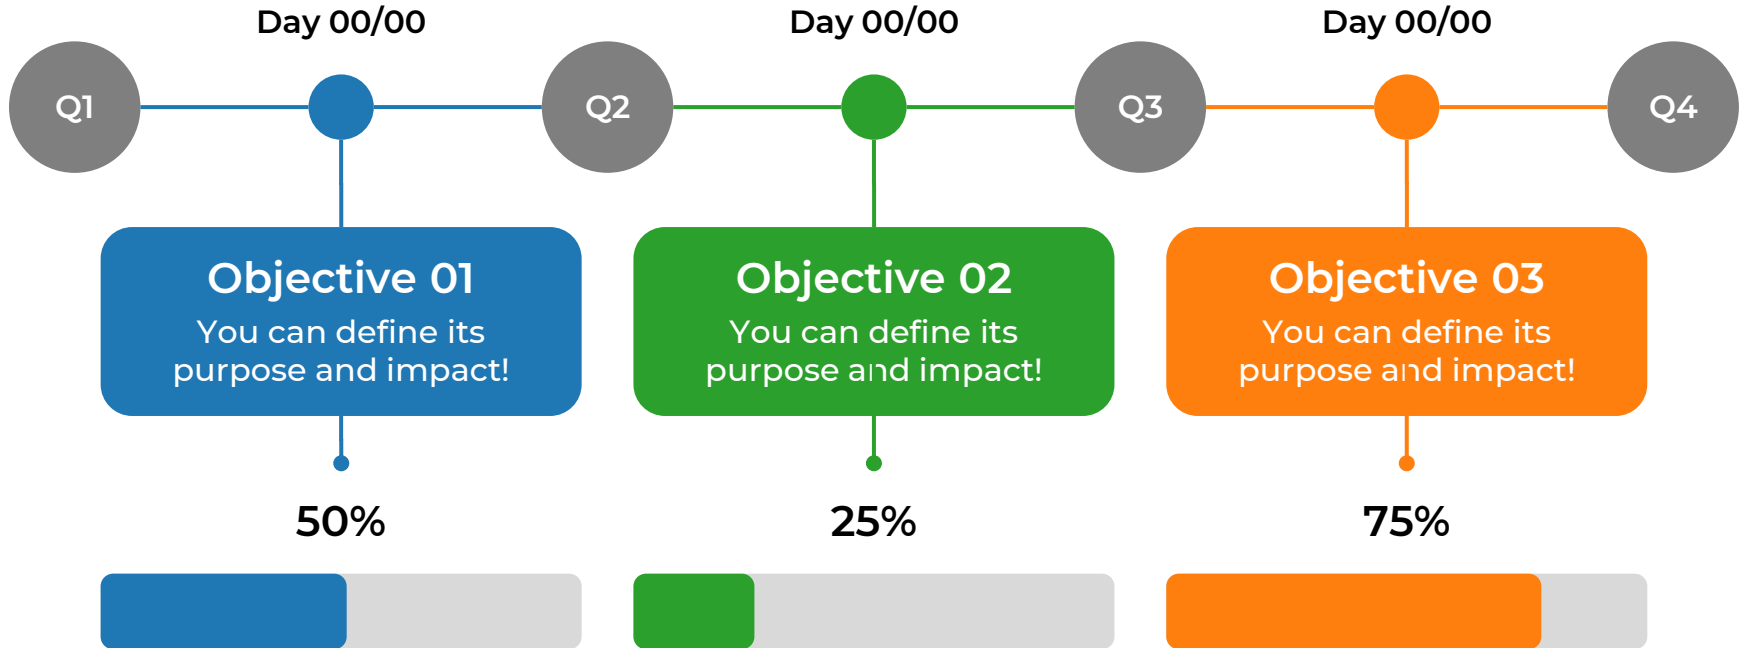 Day 00/00
Day 00/00
Day 00/00
Q1
Q2
Q3
Q4
Objective 01
You can define its
purpose and impact!
Objective 02
You can define its
purpose and impact!
Objective 03
You can define its
purpose and impact!
50%
25%
75%